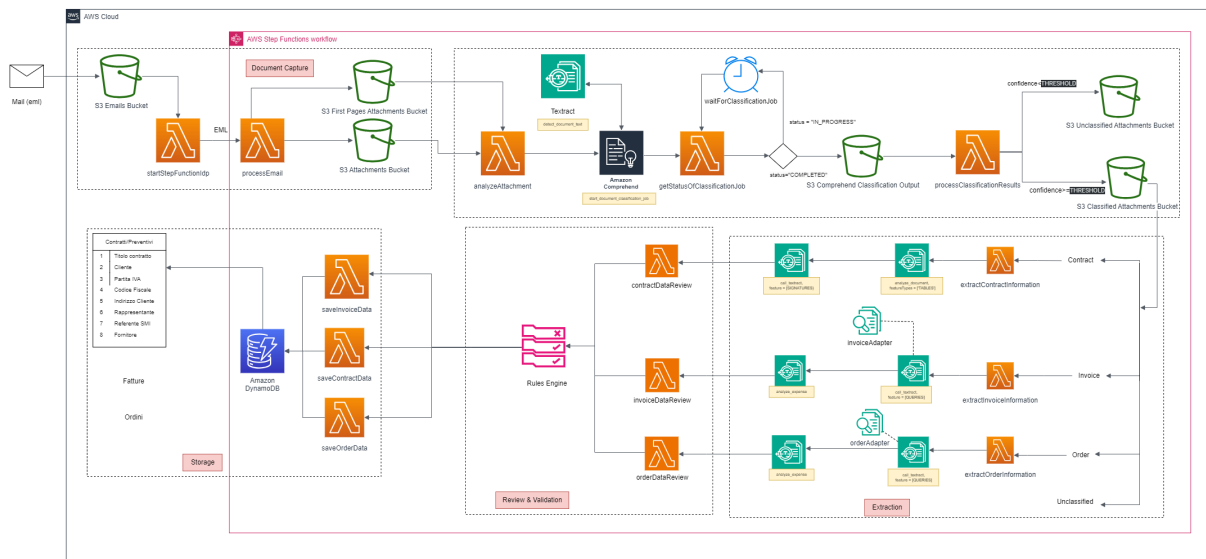 AWS Cloud
AWS Step Functions workflow
Document Capture
Mail (eml)
S3 Emails Bucket
startStepFunctionIdp
EML
processEmail
S3 First Pages Attachments Bucket
S3 Attachments Bucket
Textract
detect_document_text
analyzeAttachment
Amazon
Comprehend
start_document_classification_job
waitForClassificationJob
getStatusOfClassificationJob
status = "IN_PROGRESS"
status="COMPLETED"
S3 Comprehend Classification Output
processClassificationResults
confidence<THRESHOLD
S3 Unclassified Attachments Bucket
confidence>=THRESHOLD
S3 Classified Attachments Bucket
Contratti/Preventivi
1 Titolo contratto
2 Cliente
3 Partita IVA
4 Codice Fiscale
5 Indirizzo Cliente
6 Rappresentante
7 Referente SMI
8 Fornitore
Fatture
Ordini
Amazon
DynamoDB
saveInvoiceData
saveContractData
saveOrderData
Storage
Rules Engine
contractDataReview
invoiceDataReview
orderDataReview
Review & Validation
call_textract,
feature = [SIGNATURES]
analyze_document,
featureTypes = [TABLES]
extractContractInformation
Contract
invoiceAdapter
analyze_expense
call_textract,
feature = [QUERIES]
extractInvoiceInformation
Invoice
orderAdapter
analyze_expense
call_textract,
feature = [QUERIES]
extractOrderInformation
Order
Unclassified
Extraction